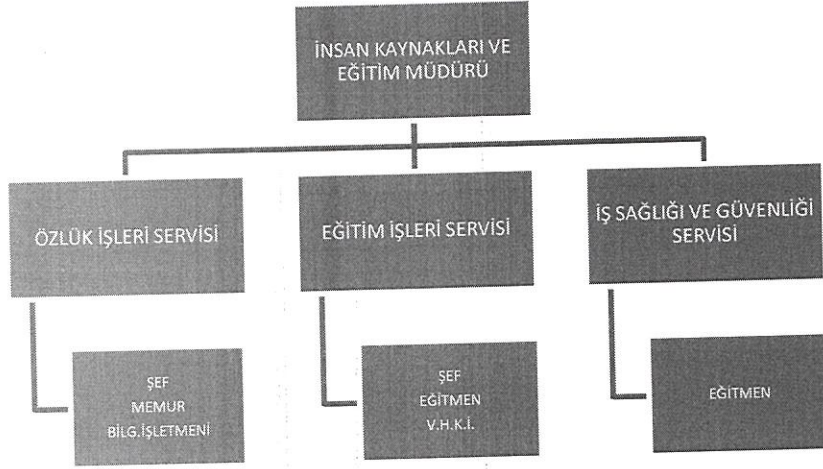 İNSAN KAYNAKLARI VE
EĞİTİM MÜDÜRÜ
ÖZLÜK İŞLERİ SERVİSİ
EĞİTİM İŞLERİ SERVİSİ
İŞ SAĞLIĞI VE GÜVENLİĞİ
SERVİSİ
ŞEF
MEMUR
BİLG.İŞLETMENİ
ŞEF
EĞİTMEN
V.H.K.İ.
EĞİTMEN